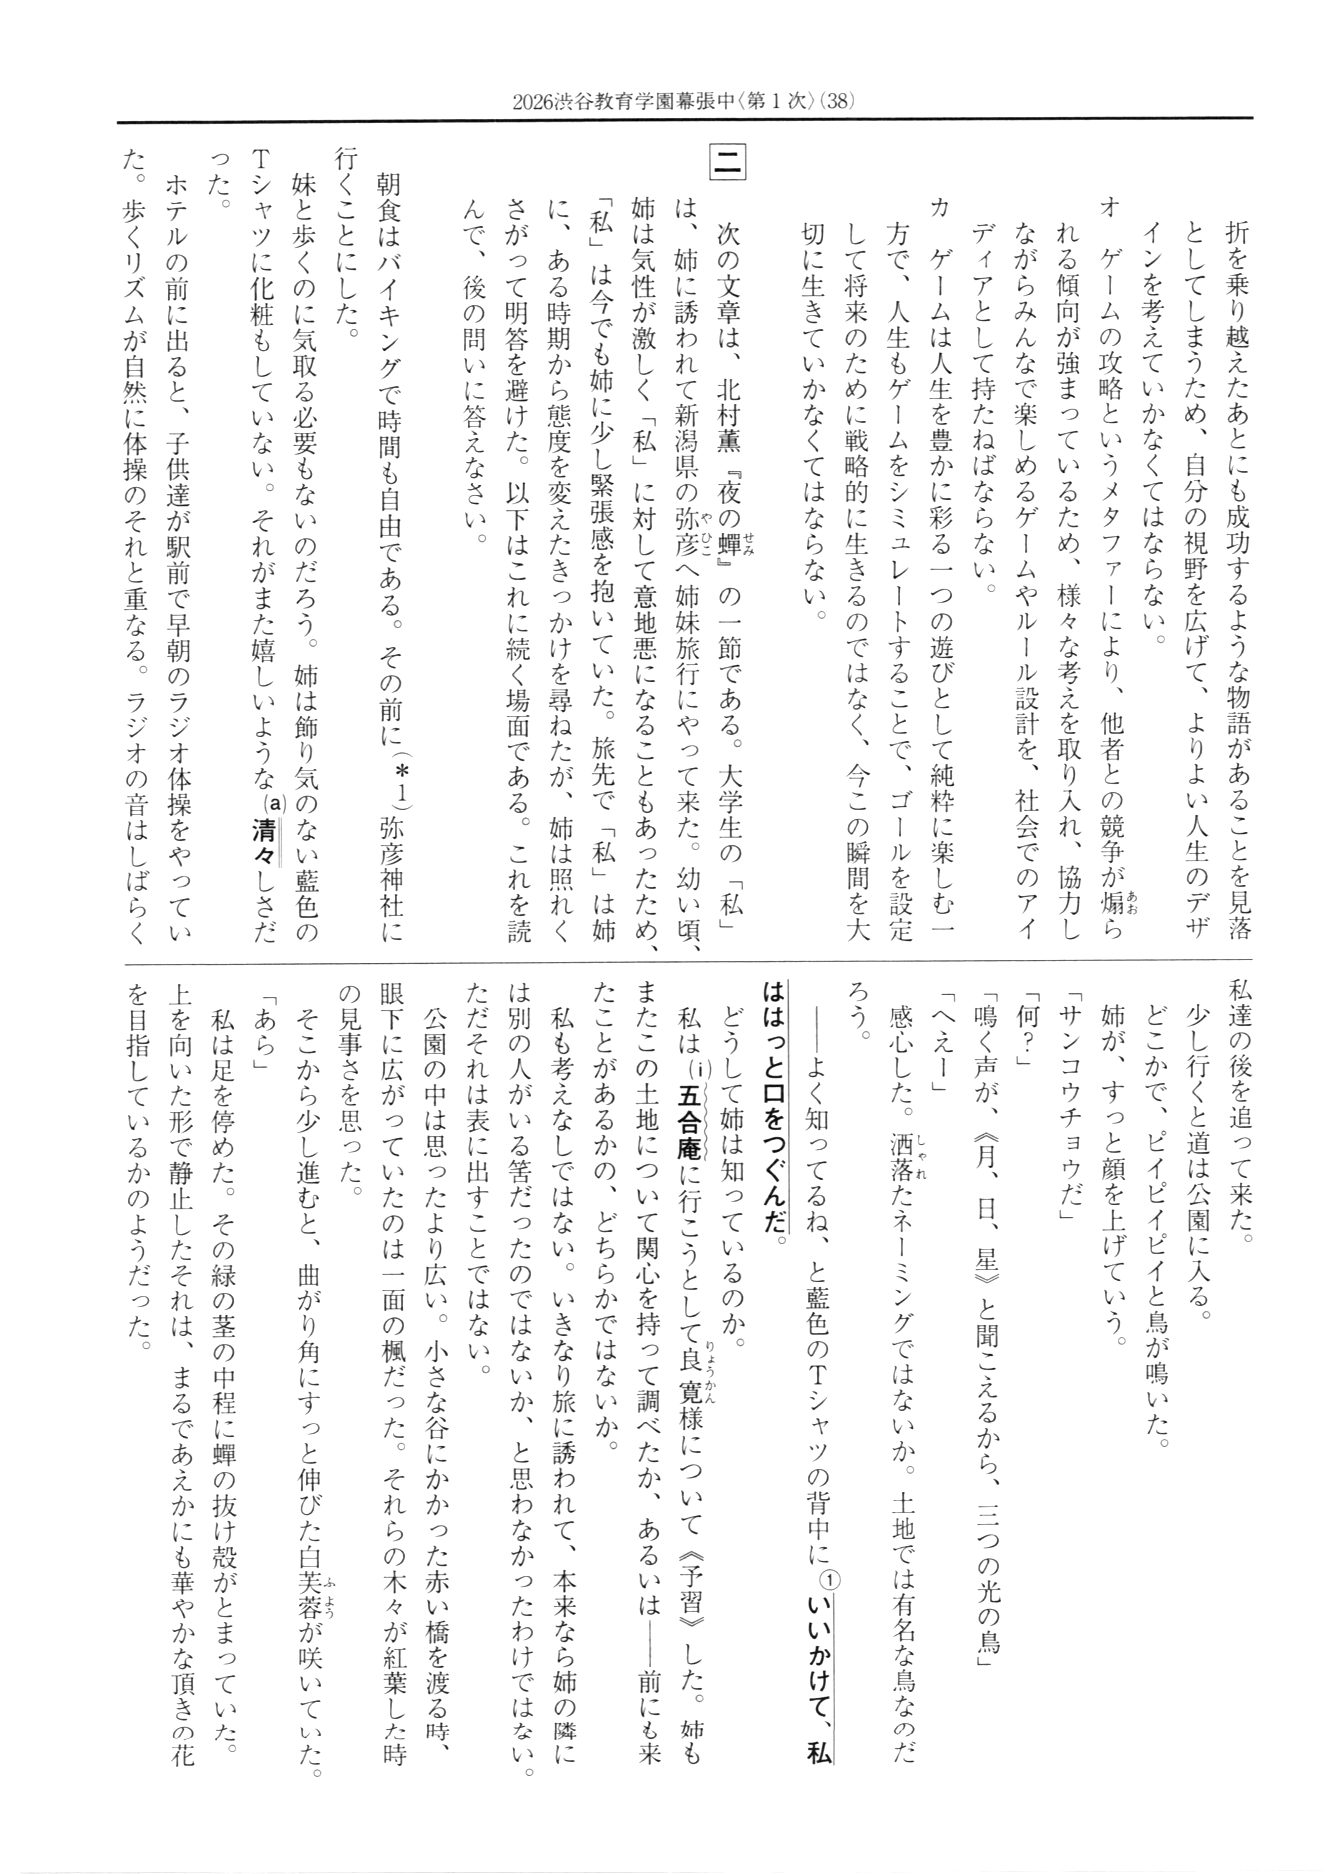 2026渋谷教育学園幕張中〈第1次〉(38)
折を乗り越えたあとにも成功するような物語があることを見落
としてしまうため、自分の視野を広げて、よりよい人生のデザ
インを考えていかなくてはならない。
オ ゲームの攻略というメタファーにより、他者との競争が煽ら
あお
れる傾向が強まっているため、様々な考えを取り入れ、協力し
ながらみんなで楽しめるゲームやルール設計を、社会でのアイ
ディアとして持たねばならない。
カ ゲームは人生を豊かに彩る一つの遊びとして純粋に楽しむ一
方で、人生もゲームをシミュレートすることで、ゴールを設定
して将来のために戦略的に生きるのではなく、今この瞬間を大
切に生きていかなくてはならない。
二 次の文章は、北村薫『夜の蟬』の一節である。大学生の「私」
せみ
は、姉に誘われて新潟県の弥彦へ姉妹旅行にやって来た。幼い頃、
やひこ
姉は気性が激しく「私」に対して意地悪になることもあったため、
「私」は今でも姉に少し緊張感を抱いていた。旅先で「私」は姉
に、ある時期から態度を変えたきっかけを尋ねたが、姉は照れく
さがって明答を避けた。以下はこれに続く場面である。これを読
んで、後の問いに答えなさい。
朝食はバイキングで時間も自由である。その前に(＊1)弥彦神社に
行くことにした。
妹と歩くのに気取る必要もないのだろう。姉は飾り気のない藍色の
Tシャツに化粧もしていない。それがまた嬉しいような(a)清々しさだ
った。
ホテルの前に出ると、子供達が駅前で早朝のラジオ体操をやってい
た。歩くリズムが自然に体操のそれと重なる。ラジオの音はしばらく
私達の後を追って来た。
少し行くと道は公園に入る。
どこかで、ピイピイピイと鳥が鳴いた。
姉が、すっと顔を上げていう。
「サンコウチョウだ」
「何？」
「鳴く声が、《月、日、星》と聞こえるから、三つの光の鳥」
「へえー」
感心した。洒落たネーミングではないか。土地では有名な鳥なのだ
しゃれ
ろう。
――よく知ってるね、と藍色のTシャツの背中に①いいかけて、私
ははっと口をつぐんだ。
どうして姉は知っているのか。
私は(i)五合庵に行こうとして良寛様について《予習》した。姉も
りょうかん
またこの土地について関心を持って調べたか、あるいは――前にも来
たことがあるかの、どちらかではないか。
私も考えなしではない。いきなり旅に誘われて、本来なら姉の隣に
は別の人がいる筈だったのではないか、と思わなかったわけではない。
ただそれは表に出すことではない。
公園の中は思ったより広い。小さな谷にかかった赤い橋を渡る時、
眼下に広がっていたのは一面の楓だった。それらの木々が紅葉した時
の見事さを思った。
そこから少し進むと、曲がり角にすっと伸びた白芙蓉が咲いていた。
ふよう
「あら」
私は足を停めた。その緑の茎の中程に蟬の抜け殻がとまっていた。
上を向いた形で静止したそれは、まるであえかにも華やかな頂きの花
を目指しているかのようだった。